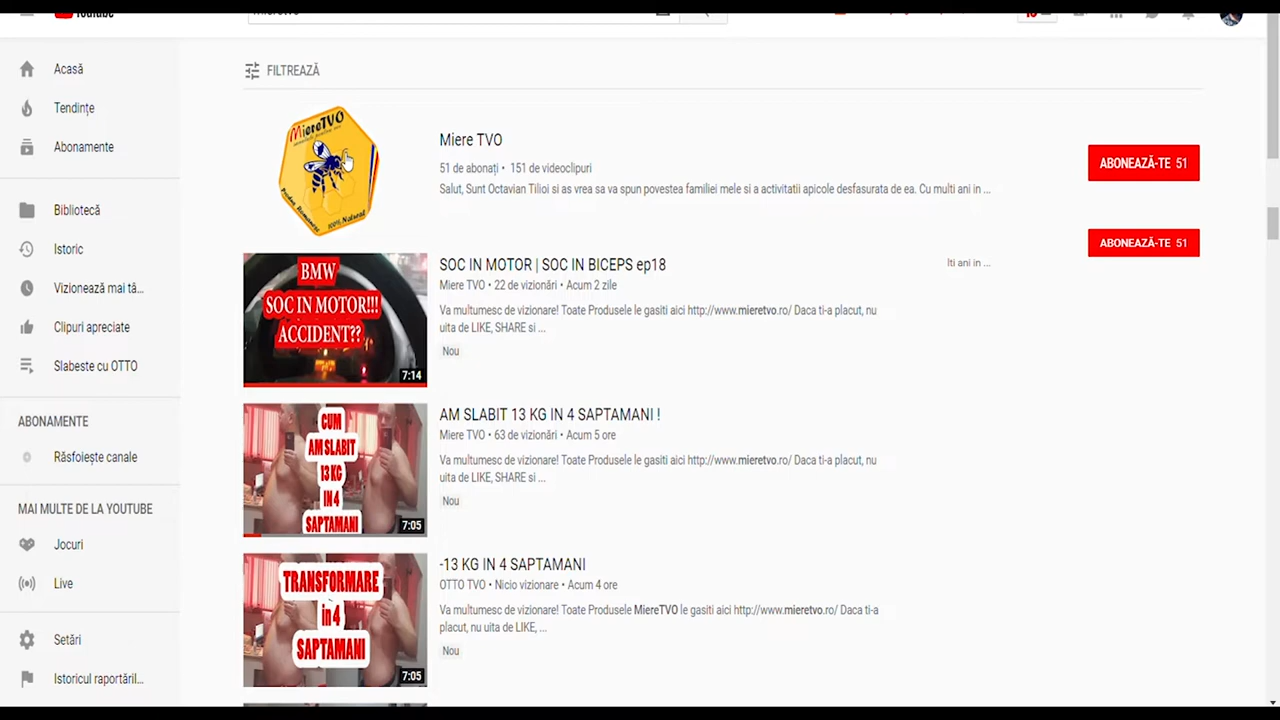 FILTREAZĂ
Acasă
Tendințe
Abonamente
Bibliotecă
Istoric
Vizionează mai tâ...
Clipuri apreciate
Slabeste cu OTTO
ABONAMENTE
Răsfoiește canale
MAI MULTE DE LA YOUTUBE
Jocuri
Live
Setări
Istoricul raportăril...
MiereTVO
Produs Romanesc
100% Natural
Miere TVO
51 de abonați • 151 de videoclipuri
Salut, Sunt Octavian Tilioi si as vrea sa va spun povestea familiei mele si a activitatii apicole desfasurata de ea. Cu multi ani in ...
ABONEAZĂ-TE 51
ABONEAZĂ-TE 51
lti ani in ...
BMW
SOC IN MOTOR!!!
ACCIDENT??
7:14
SOC IN MOTOR | SOC IN BICEPS ep18
Miere TVO • 22 de vizionări • Acum 2 zile
Va multumesc de vizionare! Toate Produsele le gasiti aici http://www.mieretvo.ro/ Daca ti-a placut, nu
uita de LIKE, SHARE si ...
Nou
CUM
AM SLABIT
13 KG
IN 4
SAPTAMANI
7:05
AM SLABIT 13 KG IN 4 SAPTAMANI !
Miere TVO • 63 de vizionări • Acum 5 ore
Va multumesc de vizionare! Toate Produsele le gasiti aici http://www.mieretvo.ro/ Daca ti-a placut, nu
uita de LIKE, SHARE si ...
Nou
TRANSFORMARE
in 4
SAPTAMANI
7:05
-13 KG IN 4 SAPTAMANI
OTTO TVO • Nicio vizionare • Acum 4 ore
Va multumesc de vizionare! Toate Produsele MiereTVO le gasiti aici http://www.mieretvo.ro/ Daca ti-a
placut, nu uita de LIKE, ...
Nou